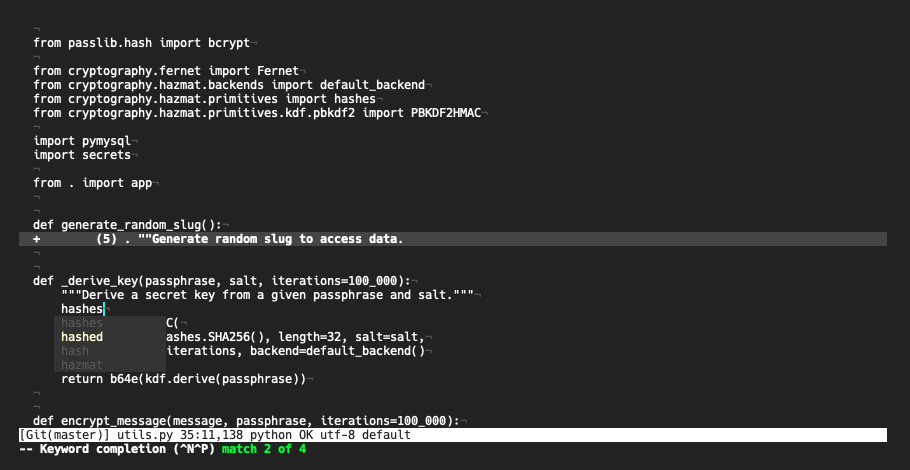 from passlib.hash import bcrypt¬
¬
from cryptography.fernet import Fernet¬
from cryptography.hazmat.backends import default_backend¬
from cryptography.hazmat.primitives import hashes¬
from cryptography.hazmat.primitives.kdf.pbkdf2 import PBKDF2HMAC¬
¬
import pymysql¬
import secrets¬
¬
from . import app¬
¬
¬
def generate_random_slug():¬
+ (5) . ""Generate random slug to access data.
¬
¬
def _derive_key(passphrase, salt, iterations=100_000):¬
"""Derive a secret key from a given passphrase and salt."""¬
hashes¬
hashes C(¬
hashed ashes.SHA256(), length=32, salt=salt,¬
hash iterations, backend=default_backend()¬
hazmat
return b64e(kdf.derive(passphrase))¬
¬
¬
def encrypt_message(message, passphrase, iterations=100_000):¬
[Git(master)] utils.py 35:11,138 python OK utf-8 default
-- Keyword completion (^N^P) match 2 of 4